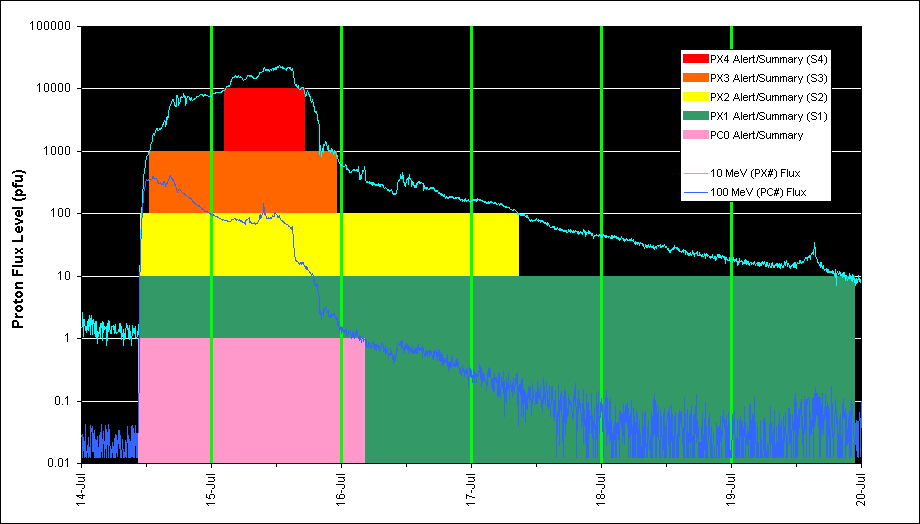 100000
10000
1000
100
10
1
0.1
0.01
Proton Flux Level (pfu)
PX4 Alert/Summary (S4)
PX3 Alert/Summary (S3)
PX2 Alert/Summary (S2)
PX1 Alert/Summary (S1)
PC0 Alert/Summary
10 MeV (PX#) Flux
100 MeV (PC#) Flux
14-Jul
15-Jul
16-Jul
17-Jul
18-Jul
19-Jul
20-Jul